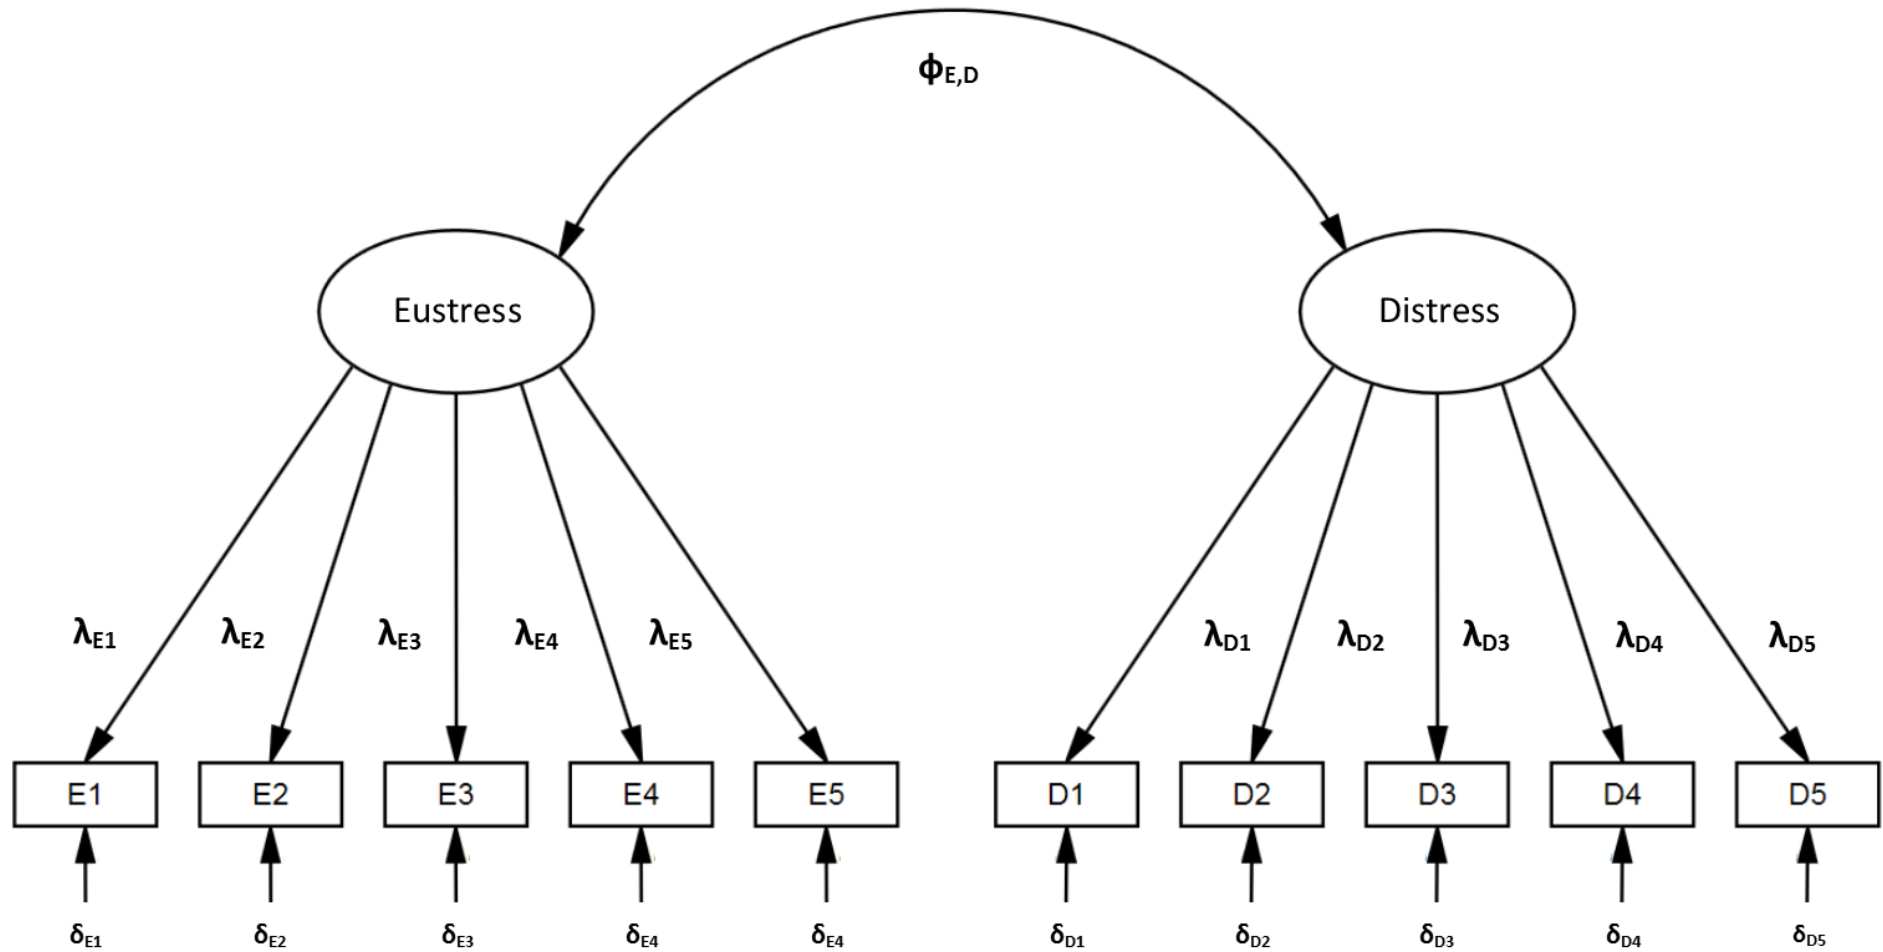 ϕE,D
Eustress Distress
λE1 λE2 λE3 λE4 λE5 λD1 λD2 λD3 λD4 λD5
E1 E2 E3 E4 E5 D1 D2 D3 D4 D5
δE1 δE2 δE3 δE4 δE4 δD1 δD2 δD3 δD4 δD5